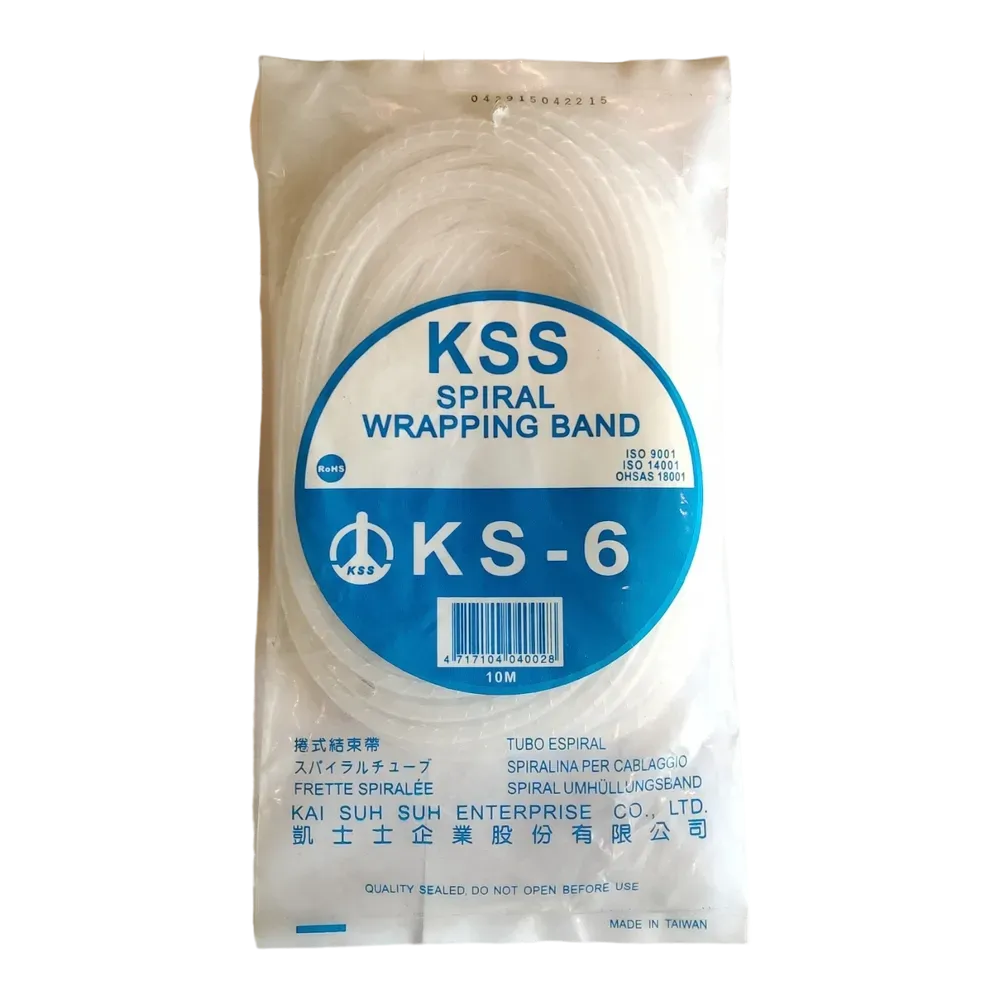 042915042215
KSS
SPIRAL
WRAPPING BAND
RoHS
ISO 9001
ISO 14001
OHSAS 18001
KSS
KS-6
4 717104 040028
10M
捲式結束帶
スパイラルチューブ
FRETTE SPIRALÉE
TUBO ESPIRAL
SPIRALINA PER CABLAGGIO
SPIRAL UMHÜLLUNGSBAND
KAI SUH SUH ENTERPRISE CO., LTD.
凱士士企業股份有限公司
QUALITY SEALED, DO NOT OPEN BEFORE USE
MADE IN TAIWAN